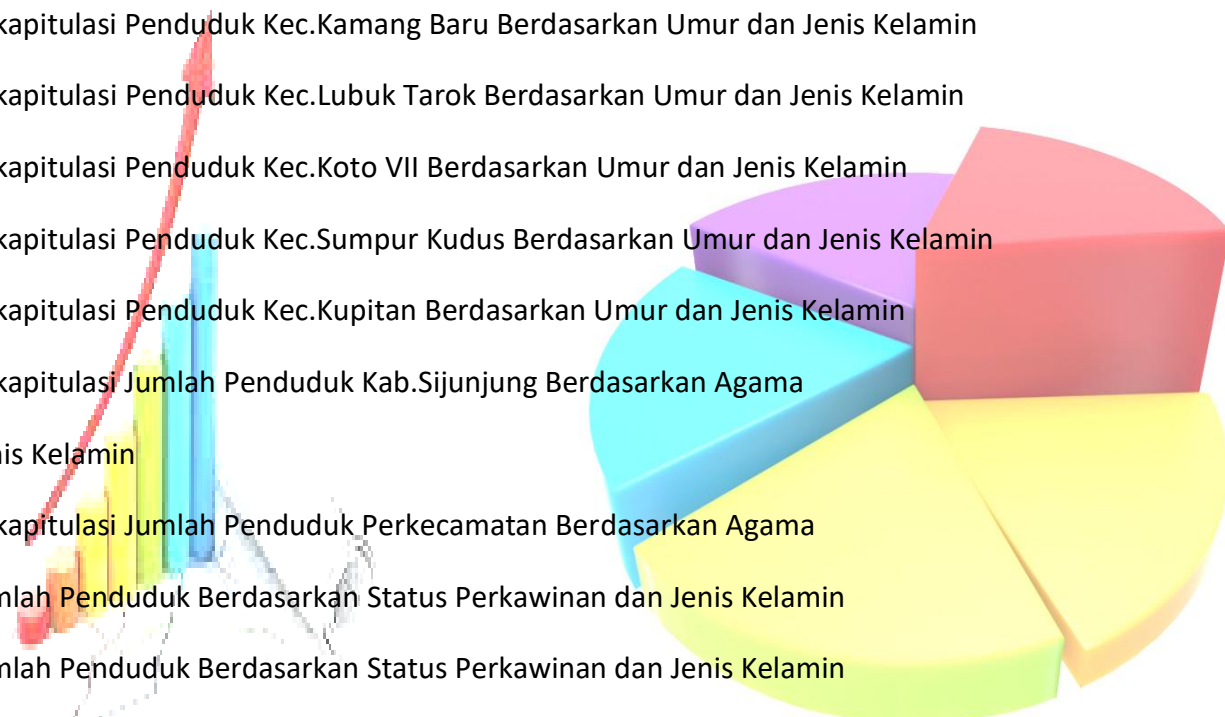 kapitulasi Penduduk Kec.Kamang Baru Berdasarkan Umur dan Jenis Kelamin
kapitulasi Penduduk Kec.Lubuk Tarok Berdasarkan Umur dan Jenis Kelamin
kapitulasi Penduduk Kec.Koto VII Berdasarkan Umur dan Jenis Kelamin
kapitulasi Penduduk Kec.Sumpur Kudus Berdasarkan Umur dan Jenis Kelamin
kapitulasi Penduduk Kec.Kupitan Berdasarkan Umur dan Jenis Kelamin
kapitulasi Jumlah Penduduk Kab.Sijunjung Berdasarkan Agama
nis Kelamin
kapitulasi Jumlah Penduduk Perkecamatan Berdasarkan Agama
mlah Penduduk Berdasarkan Status Perkawinan dan Jenis Kelamin
mlah Penduduk Berdasarkan Status Perkawinan dan Jenis Kelamin